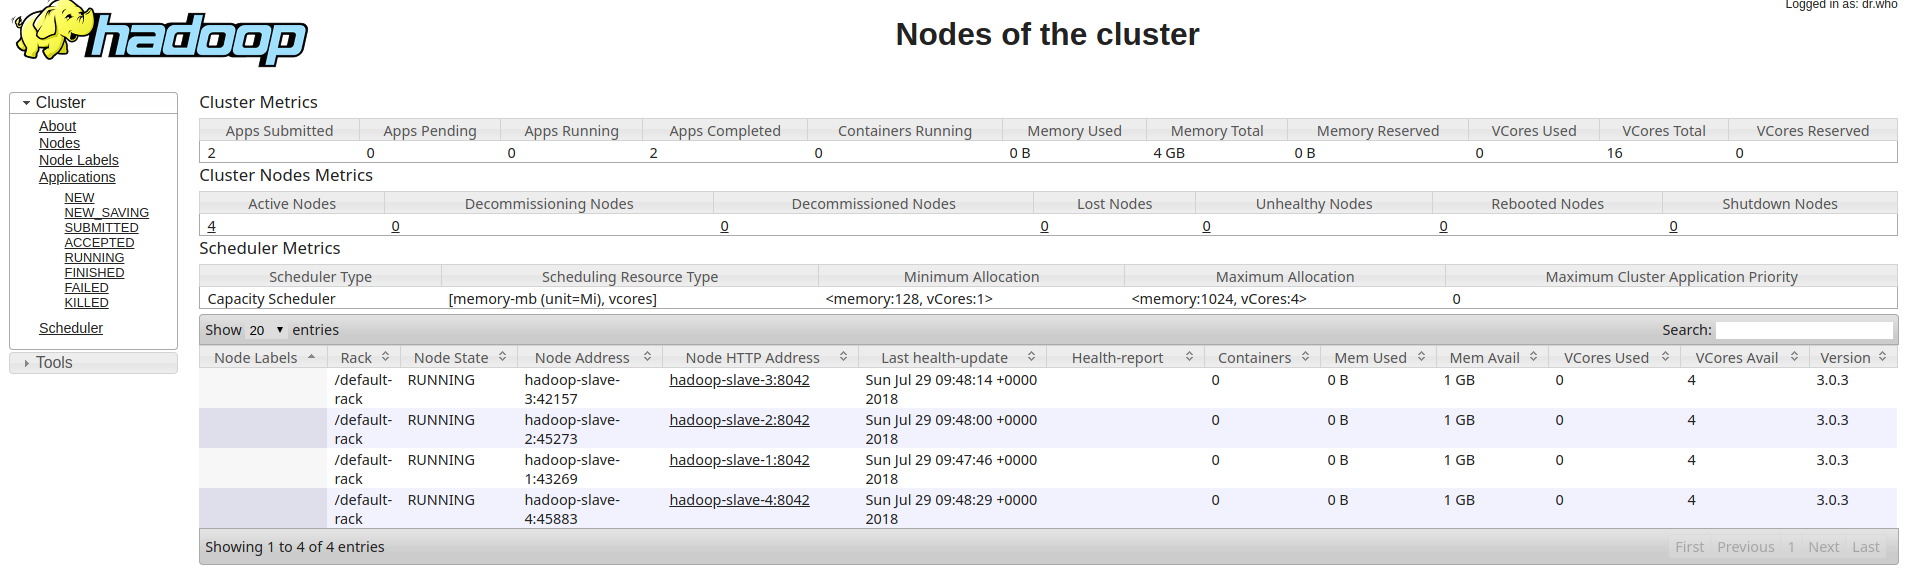 Logged in as: dr.who
hadoop
Nodes of the cluster
Cluster
About
Nodes
Node Labels
Applications
NEW
NEW_SAVING
SUBMITTED
ACCEPTED
RUNNING
FINISHED
FAILED
KILLED
Scheduler
Tools
Cluster Metrics
Apps Submitted Apps Pending Apps Running Apps Completed Containers Running Memory Used Memory Total Memory Reserved VCores Used VCores Total VCores Reserved
2 0 0 2 0 0 B 4 GB 0 B 0 16 0
Cluster Nodes Metrics
Active Nodes Decommissioning Nodes Decommissioned Nodes Lost Nodes Unhealthy Nodes Rebooted Nodes Shutdown Nodes
4 0 0 0 0 0 0
Scheduler Metrics
Scheduler Type Scheduling Resource Type Minimum Allocation Maximum Allocation Maximum Cluster Application Priority
Capacity Scheduler [memory-mb (unit=Mi), vcores] <memory:128, vCores:1> <memory:1024, vCores:4> 0
Show 20 entries Search:
Node Labels Rack Node State Node Address Node HTTP Address Last health-update Health-report Containers Mem Used Mem Avail VCores Used VCores Avail Version
/default- RUNNING hadoop-slave- hadoop-slave-3:8042 Sun Jul 29 09:48:14 +0000 0 0 B 1 GB 0 4 3.0.3
rack 3:42157 2018
/default- RUNNING hadoop-slave- hadoop-slave-2:8042 Sun Jul 29 09:48:00 +0000 0 0 B 1 GB 0 4 3.0.3
rack 2:45273 2018
/default- RUNNING hadoop-slave- hadoop-slave-1:8042 Sun Jul 29 09:47:46 +0000 0 0 B 1 GB 0 4 3.0.3
rack 1:43269 2018
/default- RUNNING hadoop-slave- hadoop-slave-4:8042 Sun Jul 29 09:48:29 +0000 0 0 B 1 GB 0 4 3.0.3
rack 4:45883 2018
Showing 1 to 4 of 4 entries First Previous 1 Next Last